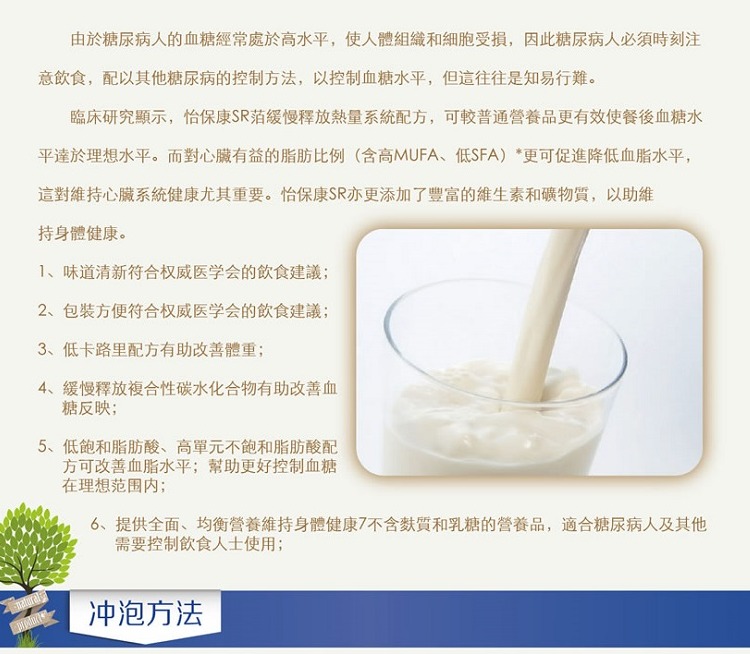 由於糖尿病人的血糖經常處於高水平，使人體組織和細胞受損，因此糖尿病人必須時刻注
意飲食，配以其他糖尿病的控制方法，以控制血糖水平，但這往往是知易行難。
臨床研究顯示，怡保康SR萡緩慢釋放熱量系統配方，可較普通營養品更有效使餐後血糖水
平達於理想水平。而對心臟有益的脂肪比例（含高MUFA、低SFA）*更可促進降低血脂水平，
這對維持心臟系統健康尤其重要。怡保康SR亦更添加了豐富的維生素和礦物質，以助維
持身體健康。
1、味道清新符合权威医学会的飲食建議；
2、包裝方便符合权威医学会的飲食建議；
3、低卡路里配方有助改善體重；
4、緩慢釋放複合性碳水化合物有助改善血
糖反映；
5、低飽和脂肪酸、高單元不飽和脂肪酸配
方可改善血脂水平；幫助更好控制血糖
在理想范围内；
6、提供全面、均衡營養維持身體健康7不含麩質和乳糖的營養品，適合糖尿病人及其他
需要控制飲食人士使用；
natural
produce
冲泡方法